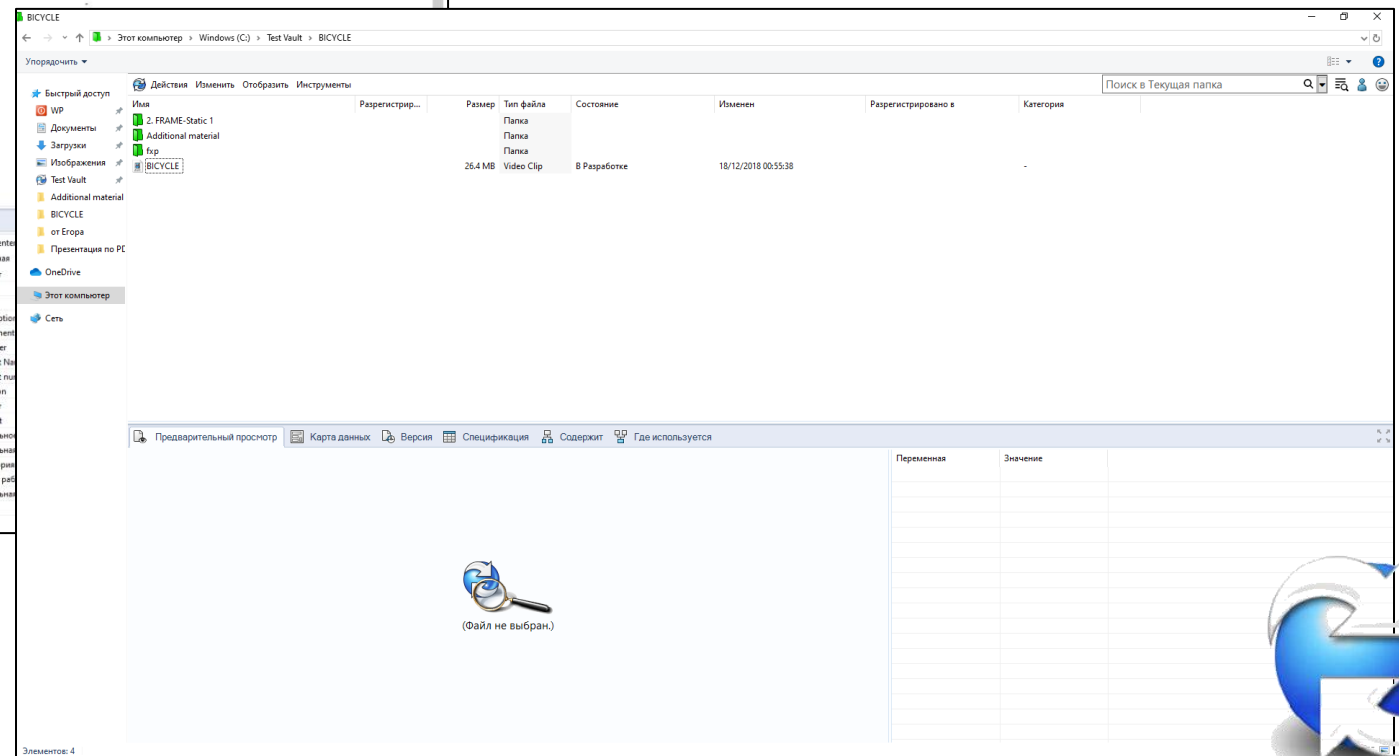 BICYCLE
Этот компьютер > Windows (C:) > Test Vault > BICYCLE
Упорядочить
Быстрый доступ
WP
Документы
Загрузки
Изображения
Test Vault
Additional material
BICYCLE
от Егора
Презентация по PD
OneDrive
Этот компьютер
Сеть
Действия Изменить Отобразить Инструменты
Поиск в Текущая папка
Имя Разрегистрир... Размер Тип файла Состояние Изменен Разрегистрировано в Категория
2. FRAME-Static 1 Папка
Additional material Папка
fxp Папка
BICYCLE 26.4 MB Video Clip В Разработке 18/12/2018 00:55:38 -
Предварительный просмотр Карта данных Версия Спецификация Содержит Где используется
Переменная Значение
(Файл не выбран.)
Элементов: 4